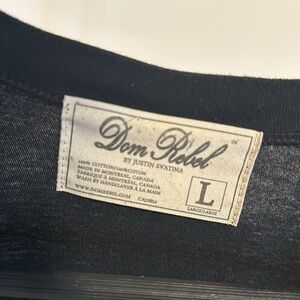 Dom Rebel ™
BY JUSTIN SVATINA
100% COTTON/100% COTON
MADE IN MONTREAL, CANADA
FABRIQUÉ À MONTRÉAL, CANADA
WASH BY HAND/LAVER À LA MAIN
WWW.DOMREBEL.COM
L
LARGE/LARGE